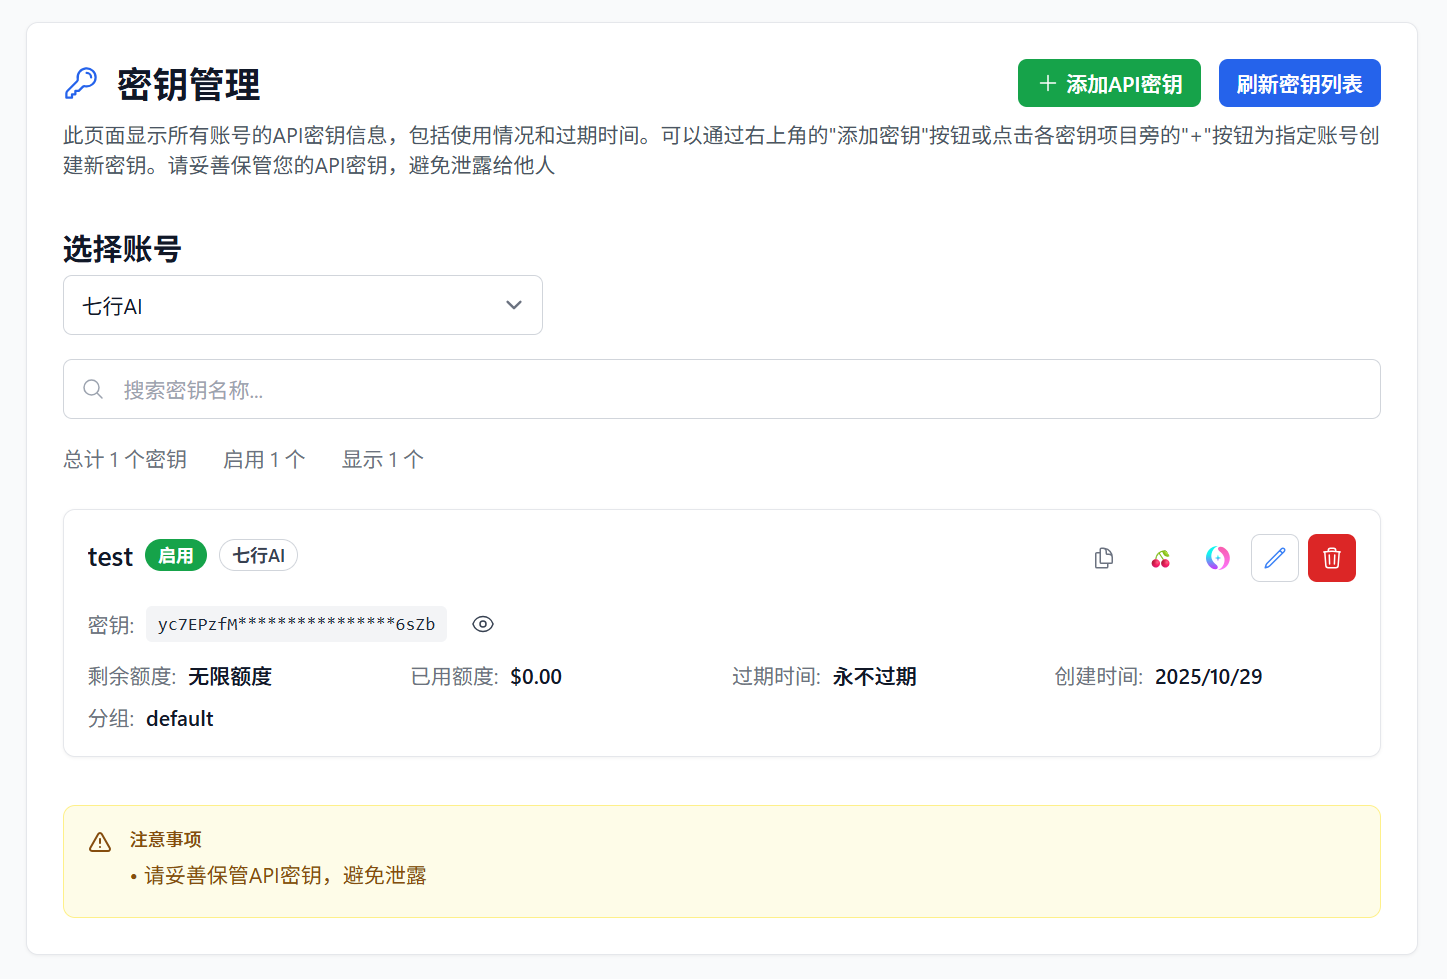 密钥管理
添加API密钥
刷新密钥列表
此页面显示所有账号的API密钥信息，包括使用情况和过期时间。可以通过右上角的"添加密钥"按钮或点击各密钥项目旁的"+"按钮为指定账号创
建新密钥。请妥善保管您的API密钥，避免泄露给他人
选择账号
七行AI
搜索密钥名称...
总计 1 个密钥 启用 1 个 显示 1 个
test 启用 七行AI
密钥: yc7EPzfM****************6sZb
剩余额度: 无限额度 已用额度: $0.00 过期时间: 永不过期 创建时间: 2025/10/29
分组: default
注意事项
• 请妥善保管API密钥，避免泄露